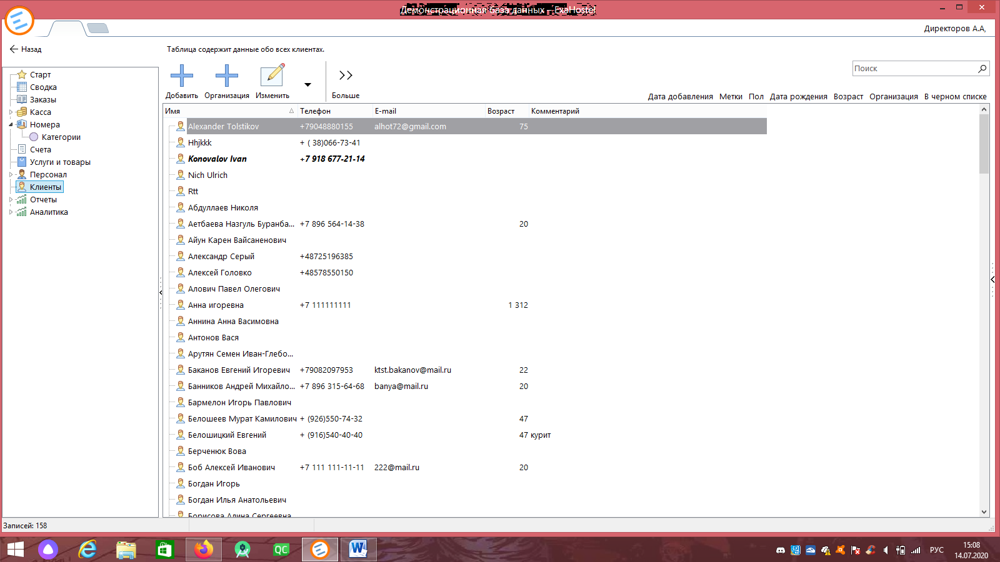 Демонстрационная база данных - ExaHostel
Директоров А.А,
Назад
Таблица содержит данные обо всех клиентах.
Добавить Организация Изменить Больше
Поиск
Дата добавления Метки Пол Дата рождения Возраст Организация В черном списке
Старт
Сводка
Заказы
Касса
Номера
Категории
Счета
Услуги и товары
Персонал
Клиенты
Отчеты
Аналитика
Имя Телефон E-mail Возраст Комментарий
Alexander Tolstikov +79048880155 alhot72@gmail.com 75
Hhjkkk + ( 38)066-73-41
Konovalov Ivan +7 918 677-21-14
Nich Ulrich
Rtt
Абдуллаев Николя
Аетбаева Назгуль Буранба... +7 896 564-14-38 20
Айун Карен Вайсаненович
Александр Серый +48725196385
Алексей Головко +48578550150
Алович Павел Олегович
Анна игоревна +7 111111111 1 312
Аннина Анна Васимовна
Антонов Вася
Арутян Семен Иван-Глебо...
Баканов Евгений Игоревич +79082097953 ktst.bakanov@mail.ru 22
Банников Андрей Михайло... +7 896 315-64-68 banya@mail.ru 20
Бармелон Игорь Павлович
Белошеев Мурат Камилович + (926)550-74-32 47
Белошицкий Евгений + (916)540-40-40 47 курит
Берченюк Вова
Боб Алексей Иванович +7 111 111-11-11 222@mail.ru 20
Богдан Игорь
Богдан Илья Анатольевич
Борисова Алина Сергеевна
Записей: 158
QC
РУС
15:08
14.07.2020